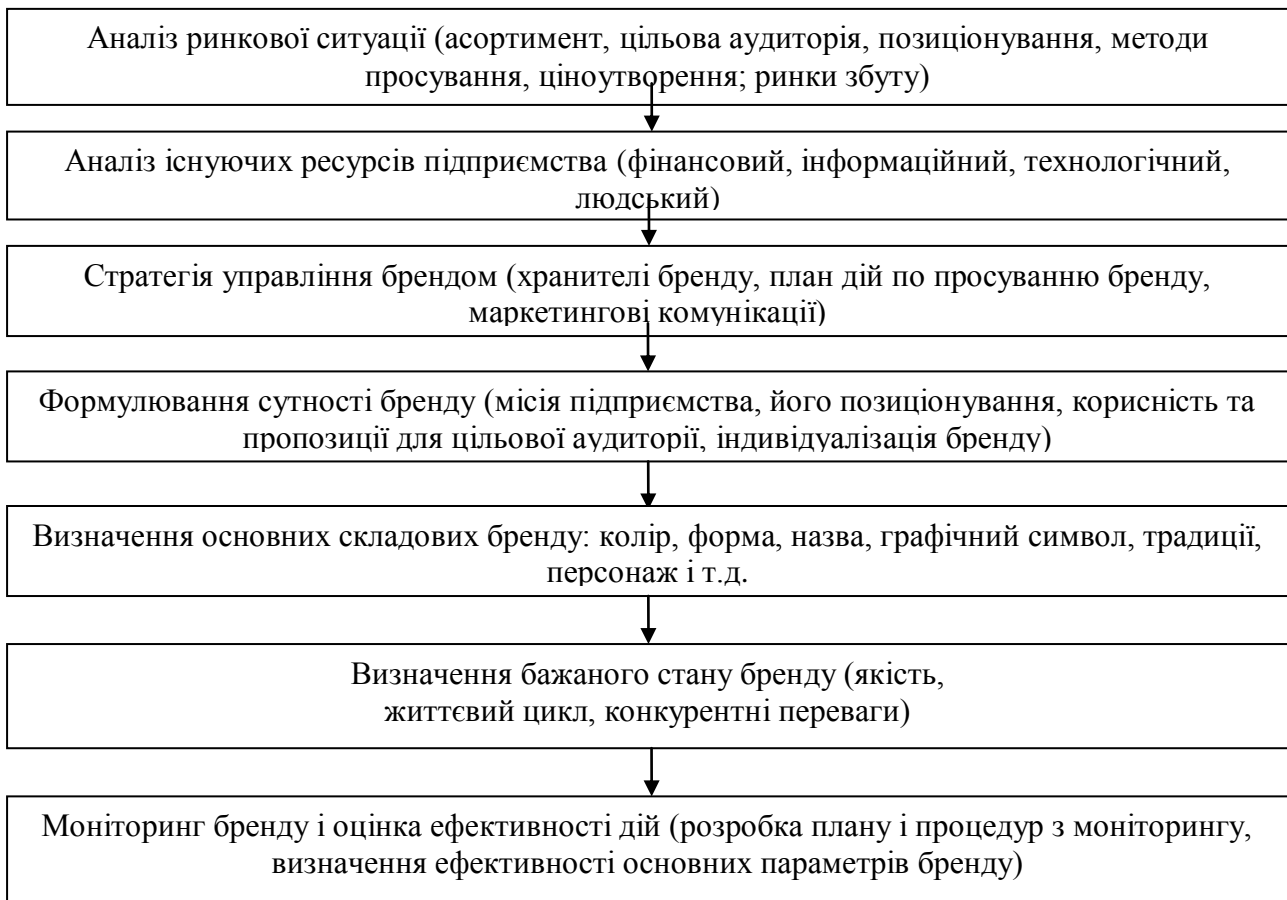 Аналіз ринкової ситуації (асортимент, цільова аудиторія, позиціонування, методи
просування, ціноутворення; ринки збуту)
Аналіз існуючих ресурсів підприємства (фінансовий, інформаційний, технологічний,
людський)
Стратегія управління брендом (хранителі бренду, план дій по просуванню бренду,
маркетингові комунікації)
Формулювання сутності бренду (місія підприємства, його позиціонування, корисність та
пропозиції для цільової аудиторії, індивідуалізація бренду)
Визначення основних складових бренду: колір, форма, назва, графічний символ, традиції,
персонаж і т.д.
Визначення бажаного стану бренду (якість,
життєвий цикл, конкурентні переваги)
Моніторинг бренду і оцінка ефективності дій (розробка плану і процедур з моніторингу,
визначення ефективності основних параметрів бренду)